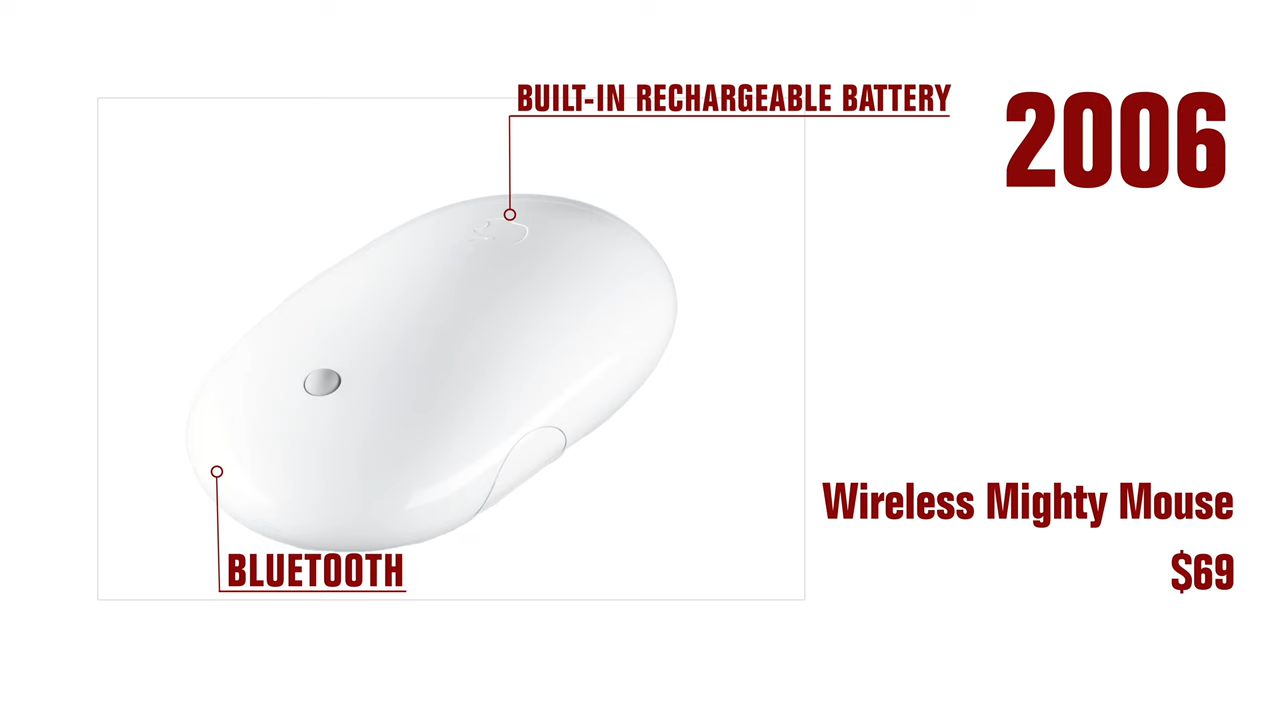 BUILT-IN RECHARGEABLE BATTERY
2006
BLUETOOTH
Wireless Mighty Mouse
$69